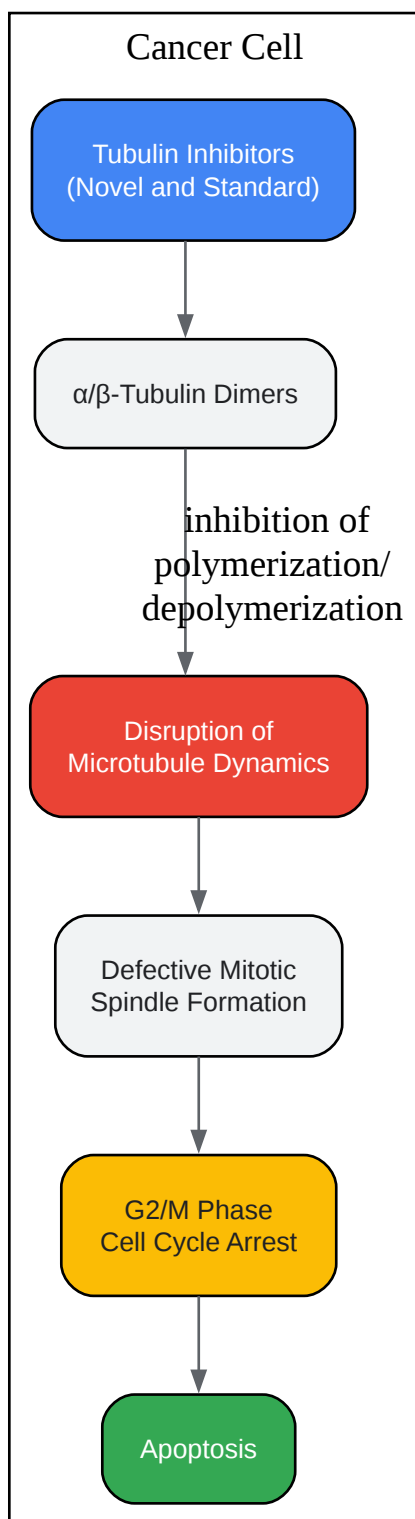 Cancer Cell
Tubulin Inhibitors
(Novel and Standard)
α/β-Tubulin Dimers
inhibition of
polymerization/
depolymerization
Disruption of
Microtubule Dynamics
Defective Mitotic
Spindle Formation
G2/M Phase
Cell Cycle Arrest
Apoptosis